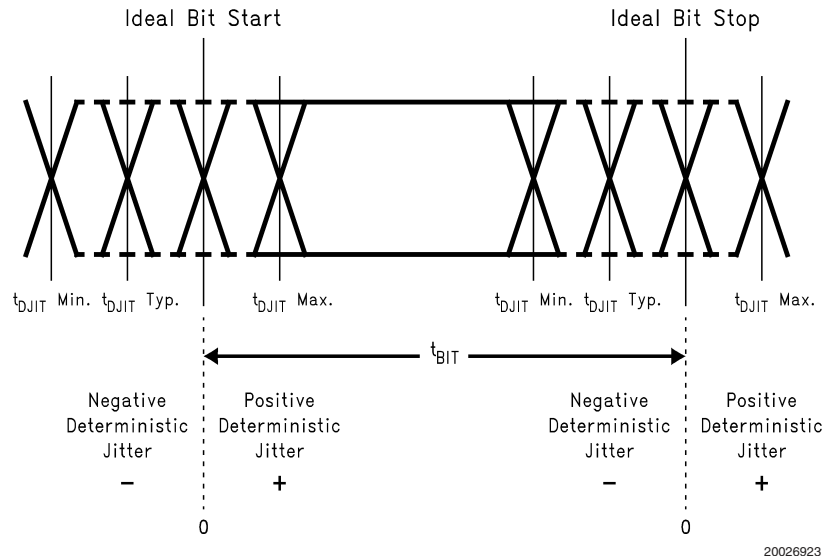 Ideal Bit Start
Ideal Bit Stop
tDJIT Min.
tDJIT Typ.
tDJIT Max.
tDJIT Min.
tDJIT Typ.
tDJIT Max.
tBIT
Negative
Deterministic
Jitter
−
Positive
Deterministic
Jitter
+
Negative
Deterministic
Jitter
−
Positive
Deterministic
Jitter
+
0
0
20026923